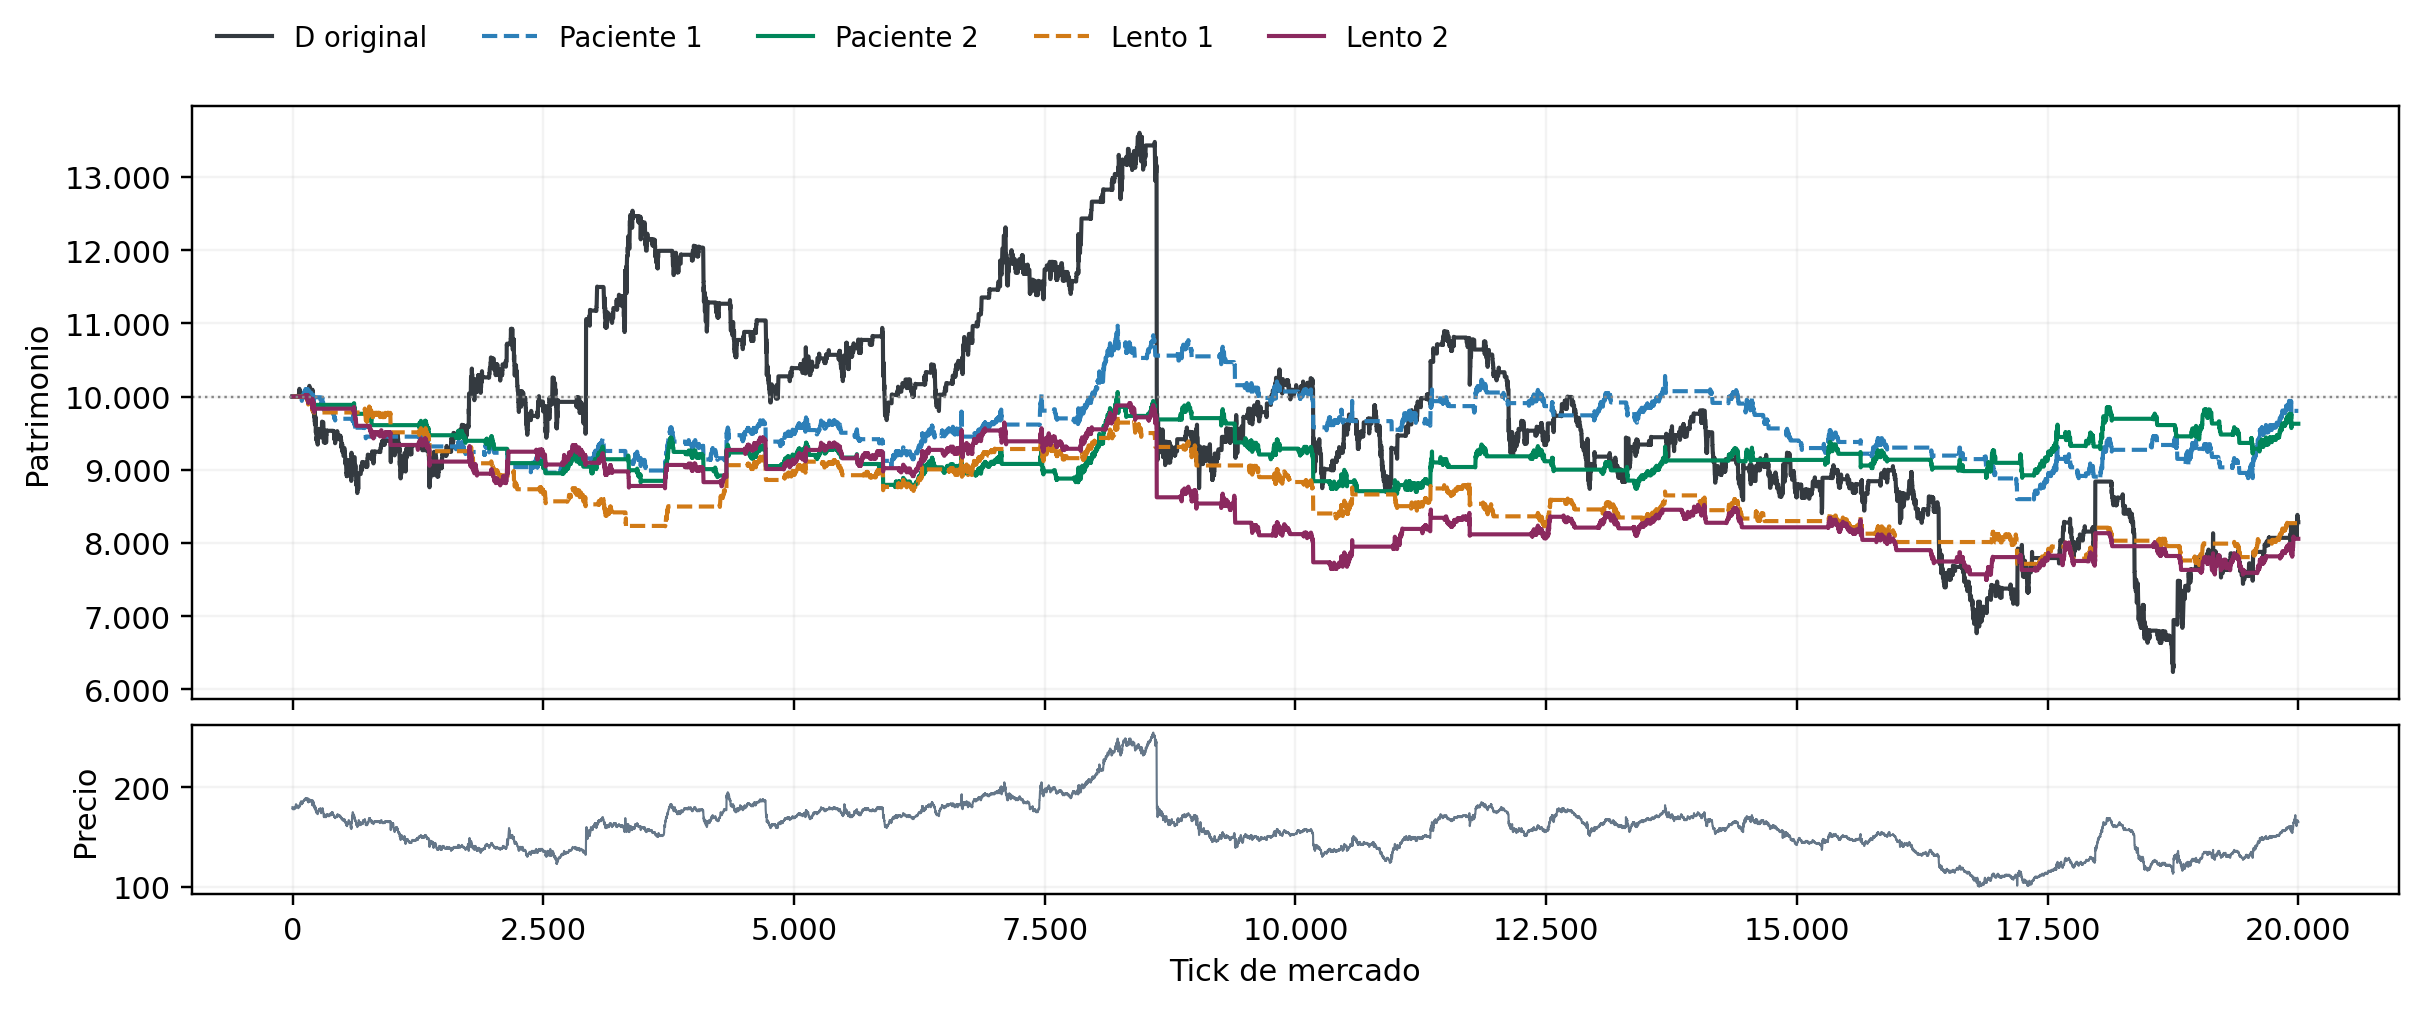 D original Paciente 1 Paciente 2 Lento 1 Lento 2
Patrimonio
13.000
12.000
11.000
10.000
9.000
8.000
7.000
6.000
Precio
200
100
0 2.500 5.000 7.500 10.000 12.500 15.000 17.500 20.000
Tick de mercado